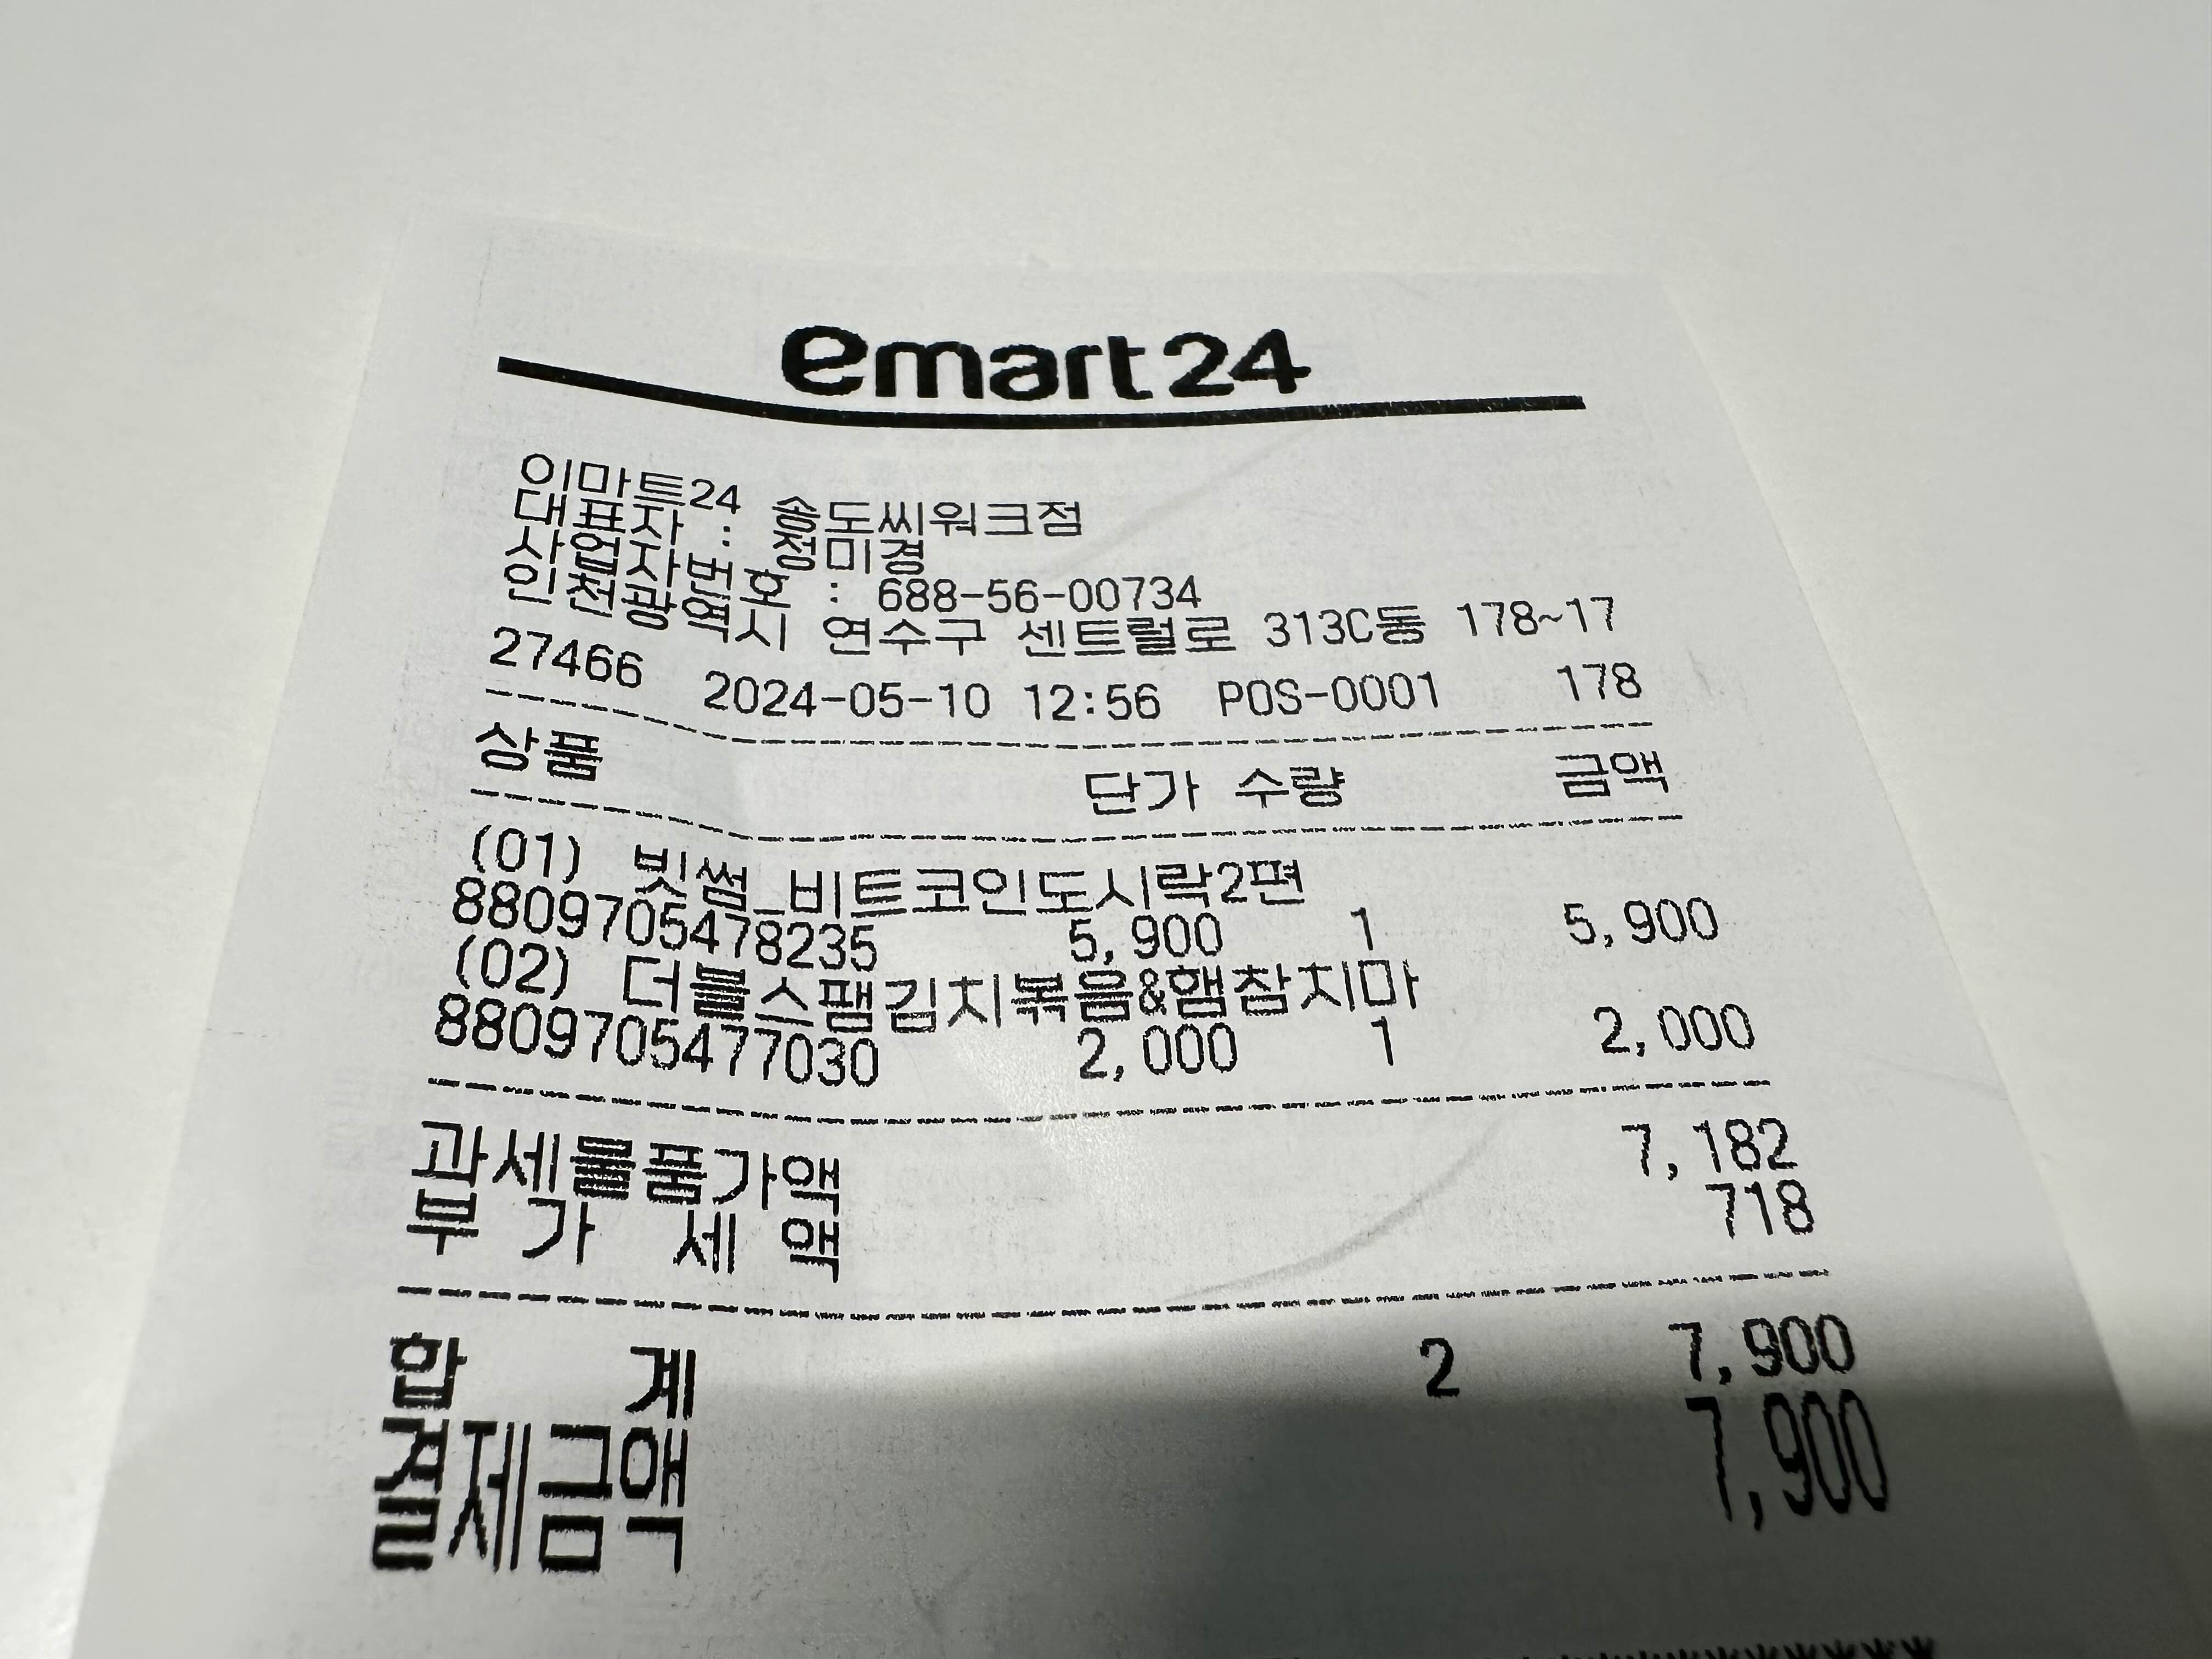 emart24
이마트24 송도씨워크점
대표자 : 정미경
사업자번호 : 688-56-00734
인천광역시 연수구 센트럴로 313C동 178~17
27466 2024-05-10 12:56 POS-0001 178
상품 단가 수량 금액
(01) 빗썸_비트코인도시락2편
8809705478235 5,900 1 5,900
(02) 더블스팸김치볶음&햄참치마
8809705477030 2,000 1 2,000
과세물품가액 7,182
부 가 세 액 718
합 계 2 7,900
결제금액 7,900